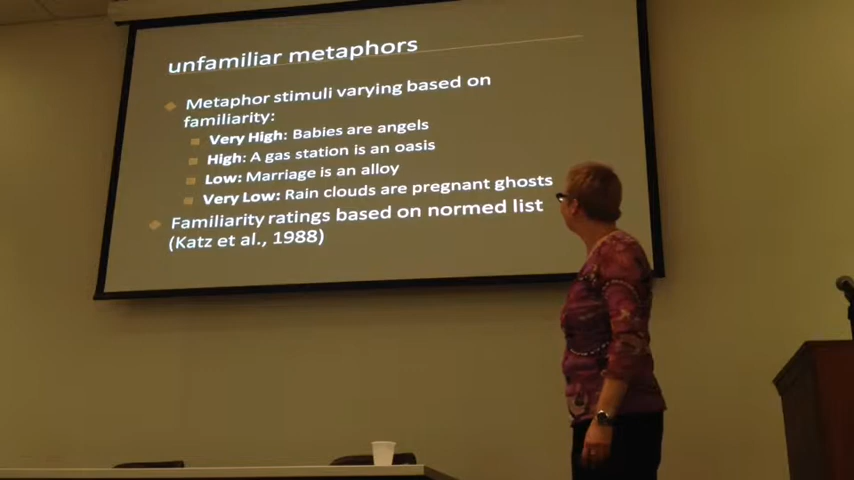 unfamiliar metaphors
Metaphor stimuli varying based on
familiarity:
Very High: Babies are angels
High: A gas station is an oasis
Low: Marriage is an alloy
Very Low: Rain clouds are pregnant ghosts
Familiarity ratings based on normed list
(Katz et al., 1988)